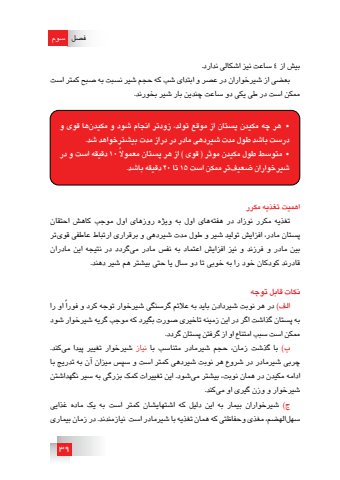 فصل سوم
بیش از ٤ ساعت نیز اشکالی ندارد.
بعضی از شیرخواران در عصر و ابتدای شب که حجم شیر نسبت به صبح کمتر است
ممکن است در طی یکی دو ساعت چندین بار شیر بخورند.
• هر چه مکیدن پستان از موقع تولد، زودتر انجام شود و مکیدن‌ها قوی و
درست باشد طول مدت شیردهی مادر در دراز مدت بیشتر خواهد شد.
• متوسط طول مکیدن موثر ( قوی ) از هر پستان معمولاً ١٠ دقیقه است و در
شیرخواران ضعیف‌تر ممکن است ١٥ تا ٢٠ دقیقه باشد.
اهمیت تغذیه مکرر
تغذیه مکرر نوزاد در هفته‌های اول به ویژه روزهای اول موجب کاهش احتقان
پستان مادر، افزایش تولید شیر و طول مدت شیردهی و برقراری ارتباط عاطفی قوی‌تر
بین مادر و فرزند و نیز افزایش اعتماد به نفس مادر می‌گردد در نتیجه این مادران
قادرند کودکان خود را به خوبی تا دو سال یا حتی بیشتر هم شیر دهند.
نکات قابل توجه
الف) در هر نوبت شیردادن باید به علائم گرسنگی شیرخوار توجه کرد و فوراً او را
به پستان گذاشت اگر در این زمینه تاخیری صورت بگیرد که موجب گریه شیرخوار شود
ممکن است سبب امتناع او از گرفتن پستان گردد.
ب) با گذشت زمان، حجم شیرمادر متناسب با نیاز شیرخوار تغییر پیدا می‌کند.
چربی شیرمادر در شروع هر نوبت شیردهی کمتر است و سپس میزان آن به تدریج با
ادامه مکیدن در همان نوبت، بیشتر می‌شود. این تغییرات کمک بزرگی به سیر نگهداشتن
شیرخوار و وزن گیری او می‌کند.
ج) شیرخواران بیمار به این دلیل که اشتهایشان کمتر است به یک ماده غذایی
سهل‌الهضم، مغذی و حفاظتی که همان تغذیه با شیرمادر است نیازمندند. در زمان بیماری
٣٩